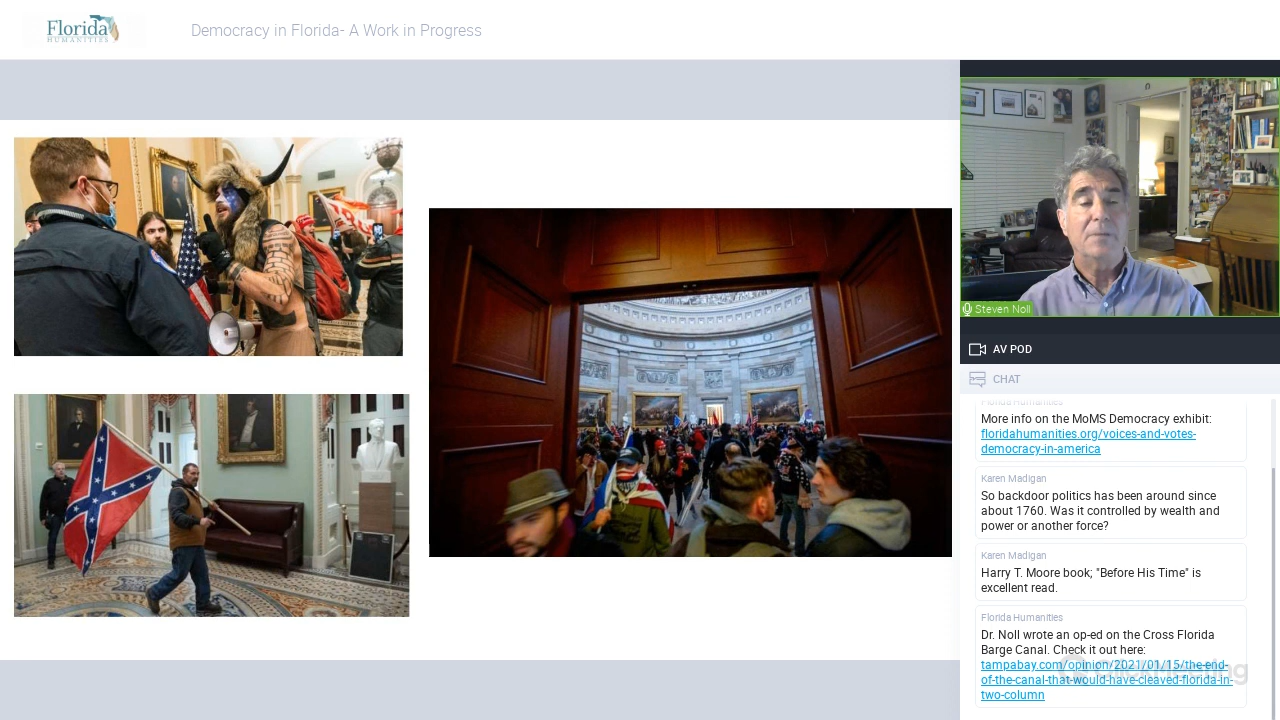 Florida
HUMANITIES
Democracy in Florida- A Work in Progress
Steven Noll
AV POD
CHAT
Florida Humanities
More info on the MoMS Democracy exhibit:
floridahumanities.org/voices-and-votes-
democracy-in-america
Karen Madigan
So backdoor politics has been around since
about 1760. Was it controlled by wealth and
power or another force?
Karen Madigan
Harry T. Moore book; "Before His Time" is
excellent read.
Florida Humanities
Dr. Noll wrote an op-ed on the Cross Florida
Barge Canal. Check it out here:
tampabay.com/opinion/2021/01/15/the-end-
of-the-canal-that-would-have-cleaved-florida-in-
two-column